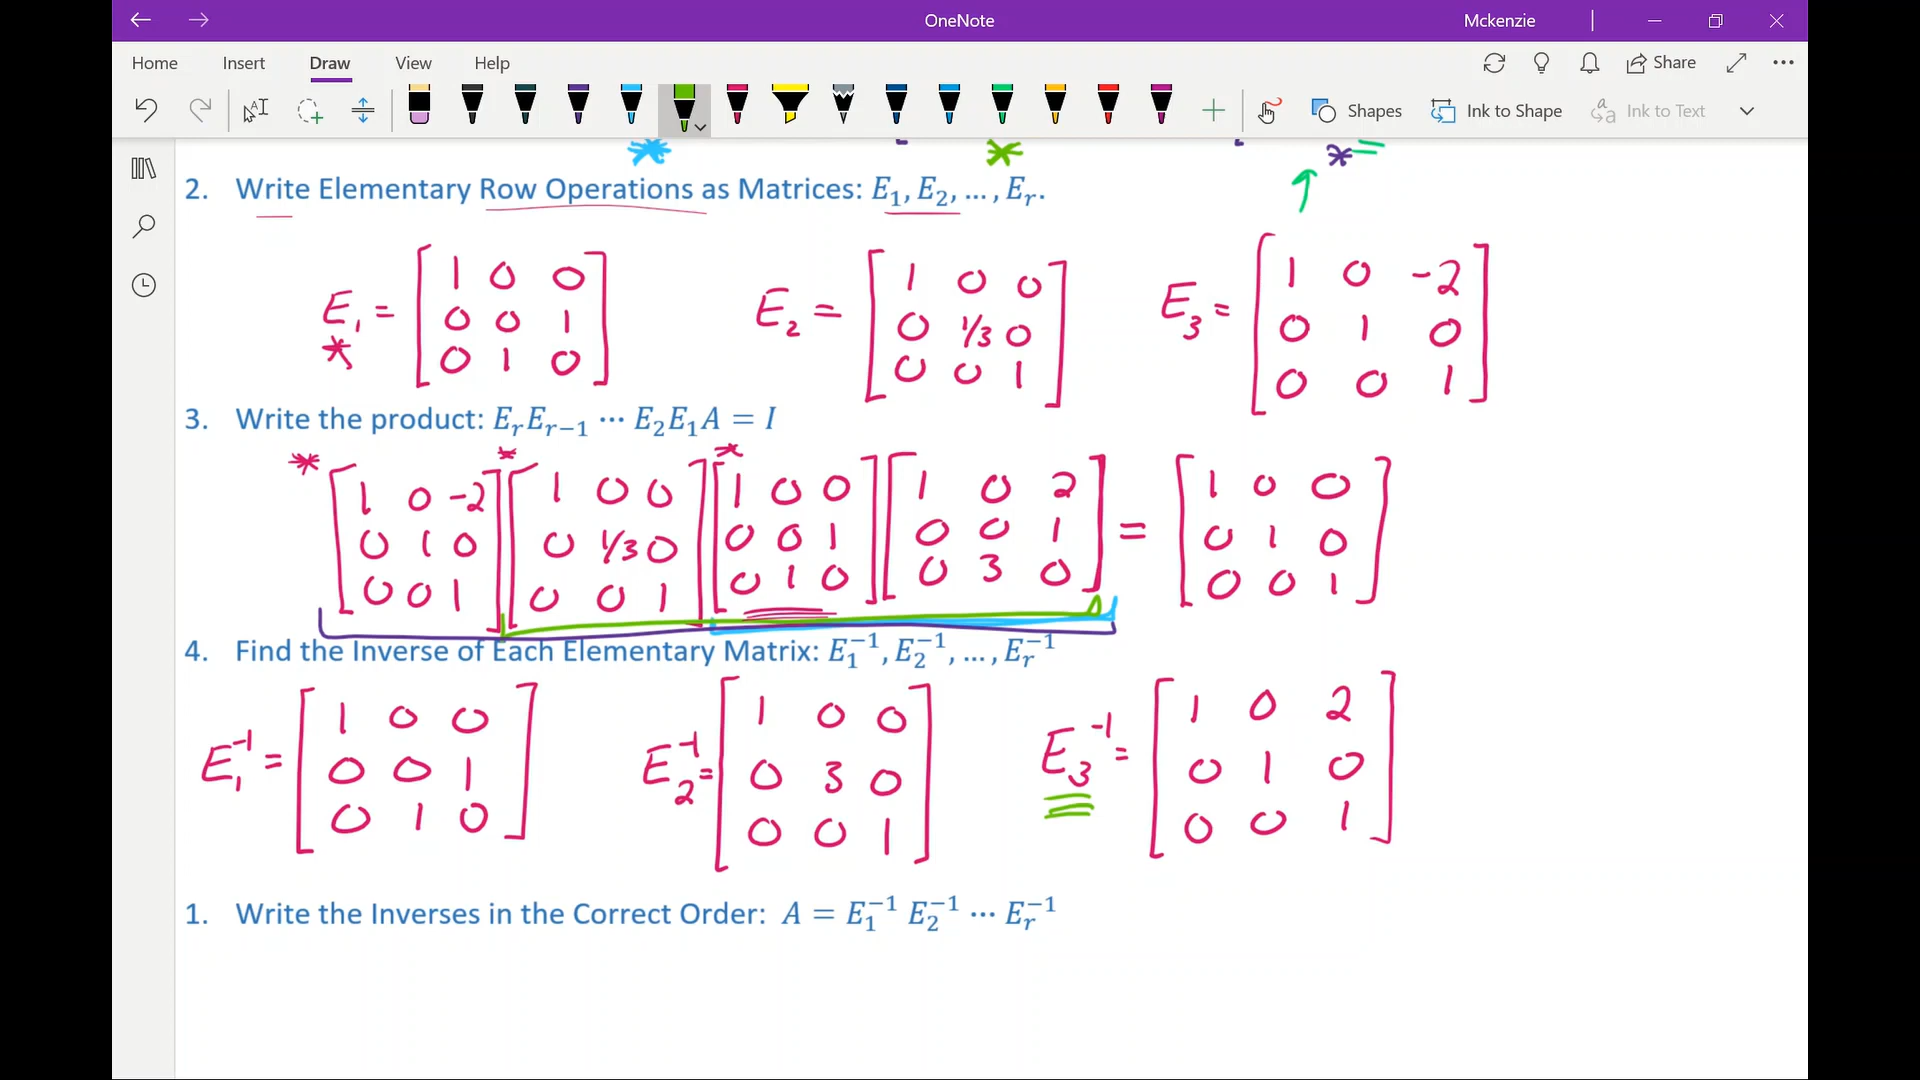 OneNote
Mckenzie
Home Insert Draw View Help
Share
Shapes
Ink to Shape
Ink to Text
2. Write Elementary Row Operations as Matrices: E₁, E₂, … , Eᵣ.
E₁ = [1 0 0; 0 0 1; 0 1 0] E₂ = [1 0 0; 0 1/3 0; 0 0 1] E₃ = [1 0 -2; 0 1 0; 0 0 1]
*
3. Write the product: EᵣEᵣ₋₁ ⋯ E₂E₁A = I
* * *
[1 0 -2; 0 1 0; 0 0 1] [1 0 0; 0 1/3 0; 0 0 1] [1 0 0; 0 0 1; 0 1 0] [1 0 2; 0 0 1; 0 3 0] = [1 0 0; 0 1 0; 0 0 1]
4. Find the Inverse of Each Elementary Matrix: E₁⁻¹, E₂⁻¹, … , Eᵣ⁻¹
E₁⁻¹ = [1 0 0; 0 0 1; 0 1 0] E₂⁻¹ = [1 0 0; 0 3 0; 0 0 1] E₃⁻¹ = [1 0 2; 0 1 0; 0 0 1]
1. Write the Inverses in the Correct Order: A = E₁⁻¹ E₂⁻¹ ⋯ Eᵣ⁻¹